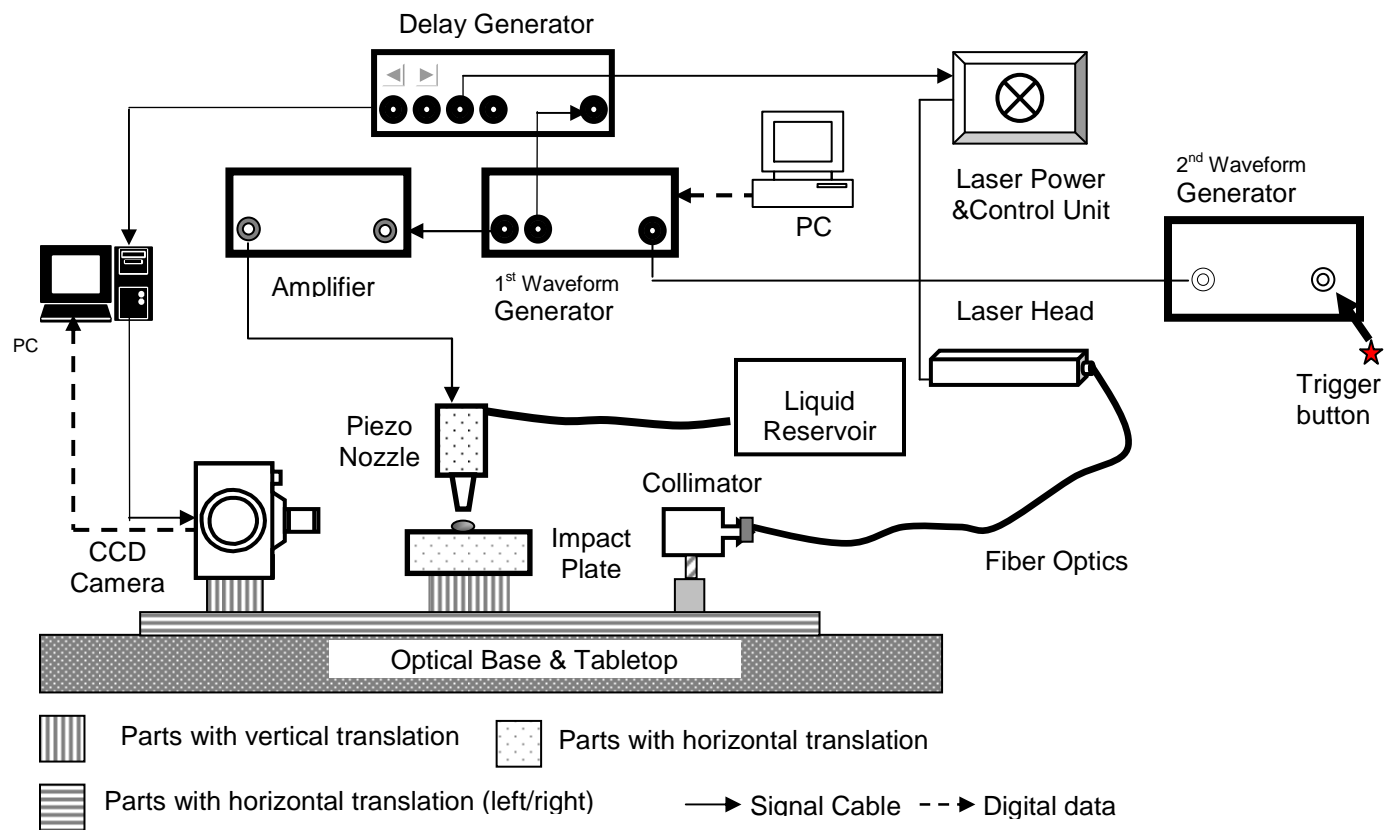 Delay Generator
Laser Power
&Control Unit
2nd Waveform
Generator
PC
Amplifier
1st Waveform
Generator
Laser Head
PC
Trigger
button
Liquid
Reservoir
Piezo
Nozzle
Collimator
CCD
Camera
Impact
Plate
Fiber Optics
Optical Base & Tabletop
Parts with vertical translation
Parts with horizontal translation
Parts with horizontal translation (left/right)
Signal Cable
Digital data